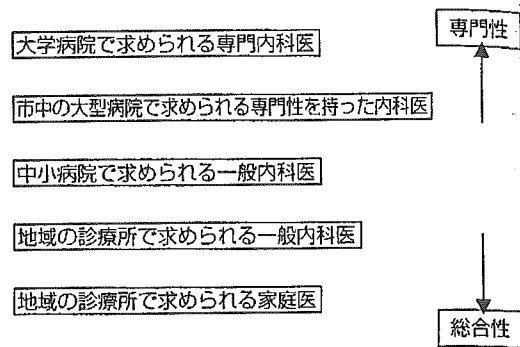 専門性
大学病院で求められる専門内科医
市中の大型病院で求められる専門性を持った内科医
中小病院で求められる一般内科医
地域の診療所で求められる一般内科医
地域の診療所で求められる家庭医
総合性